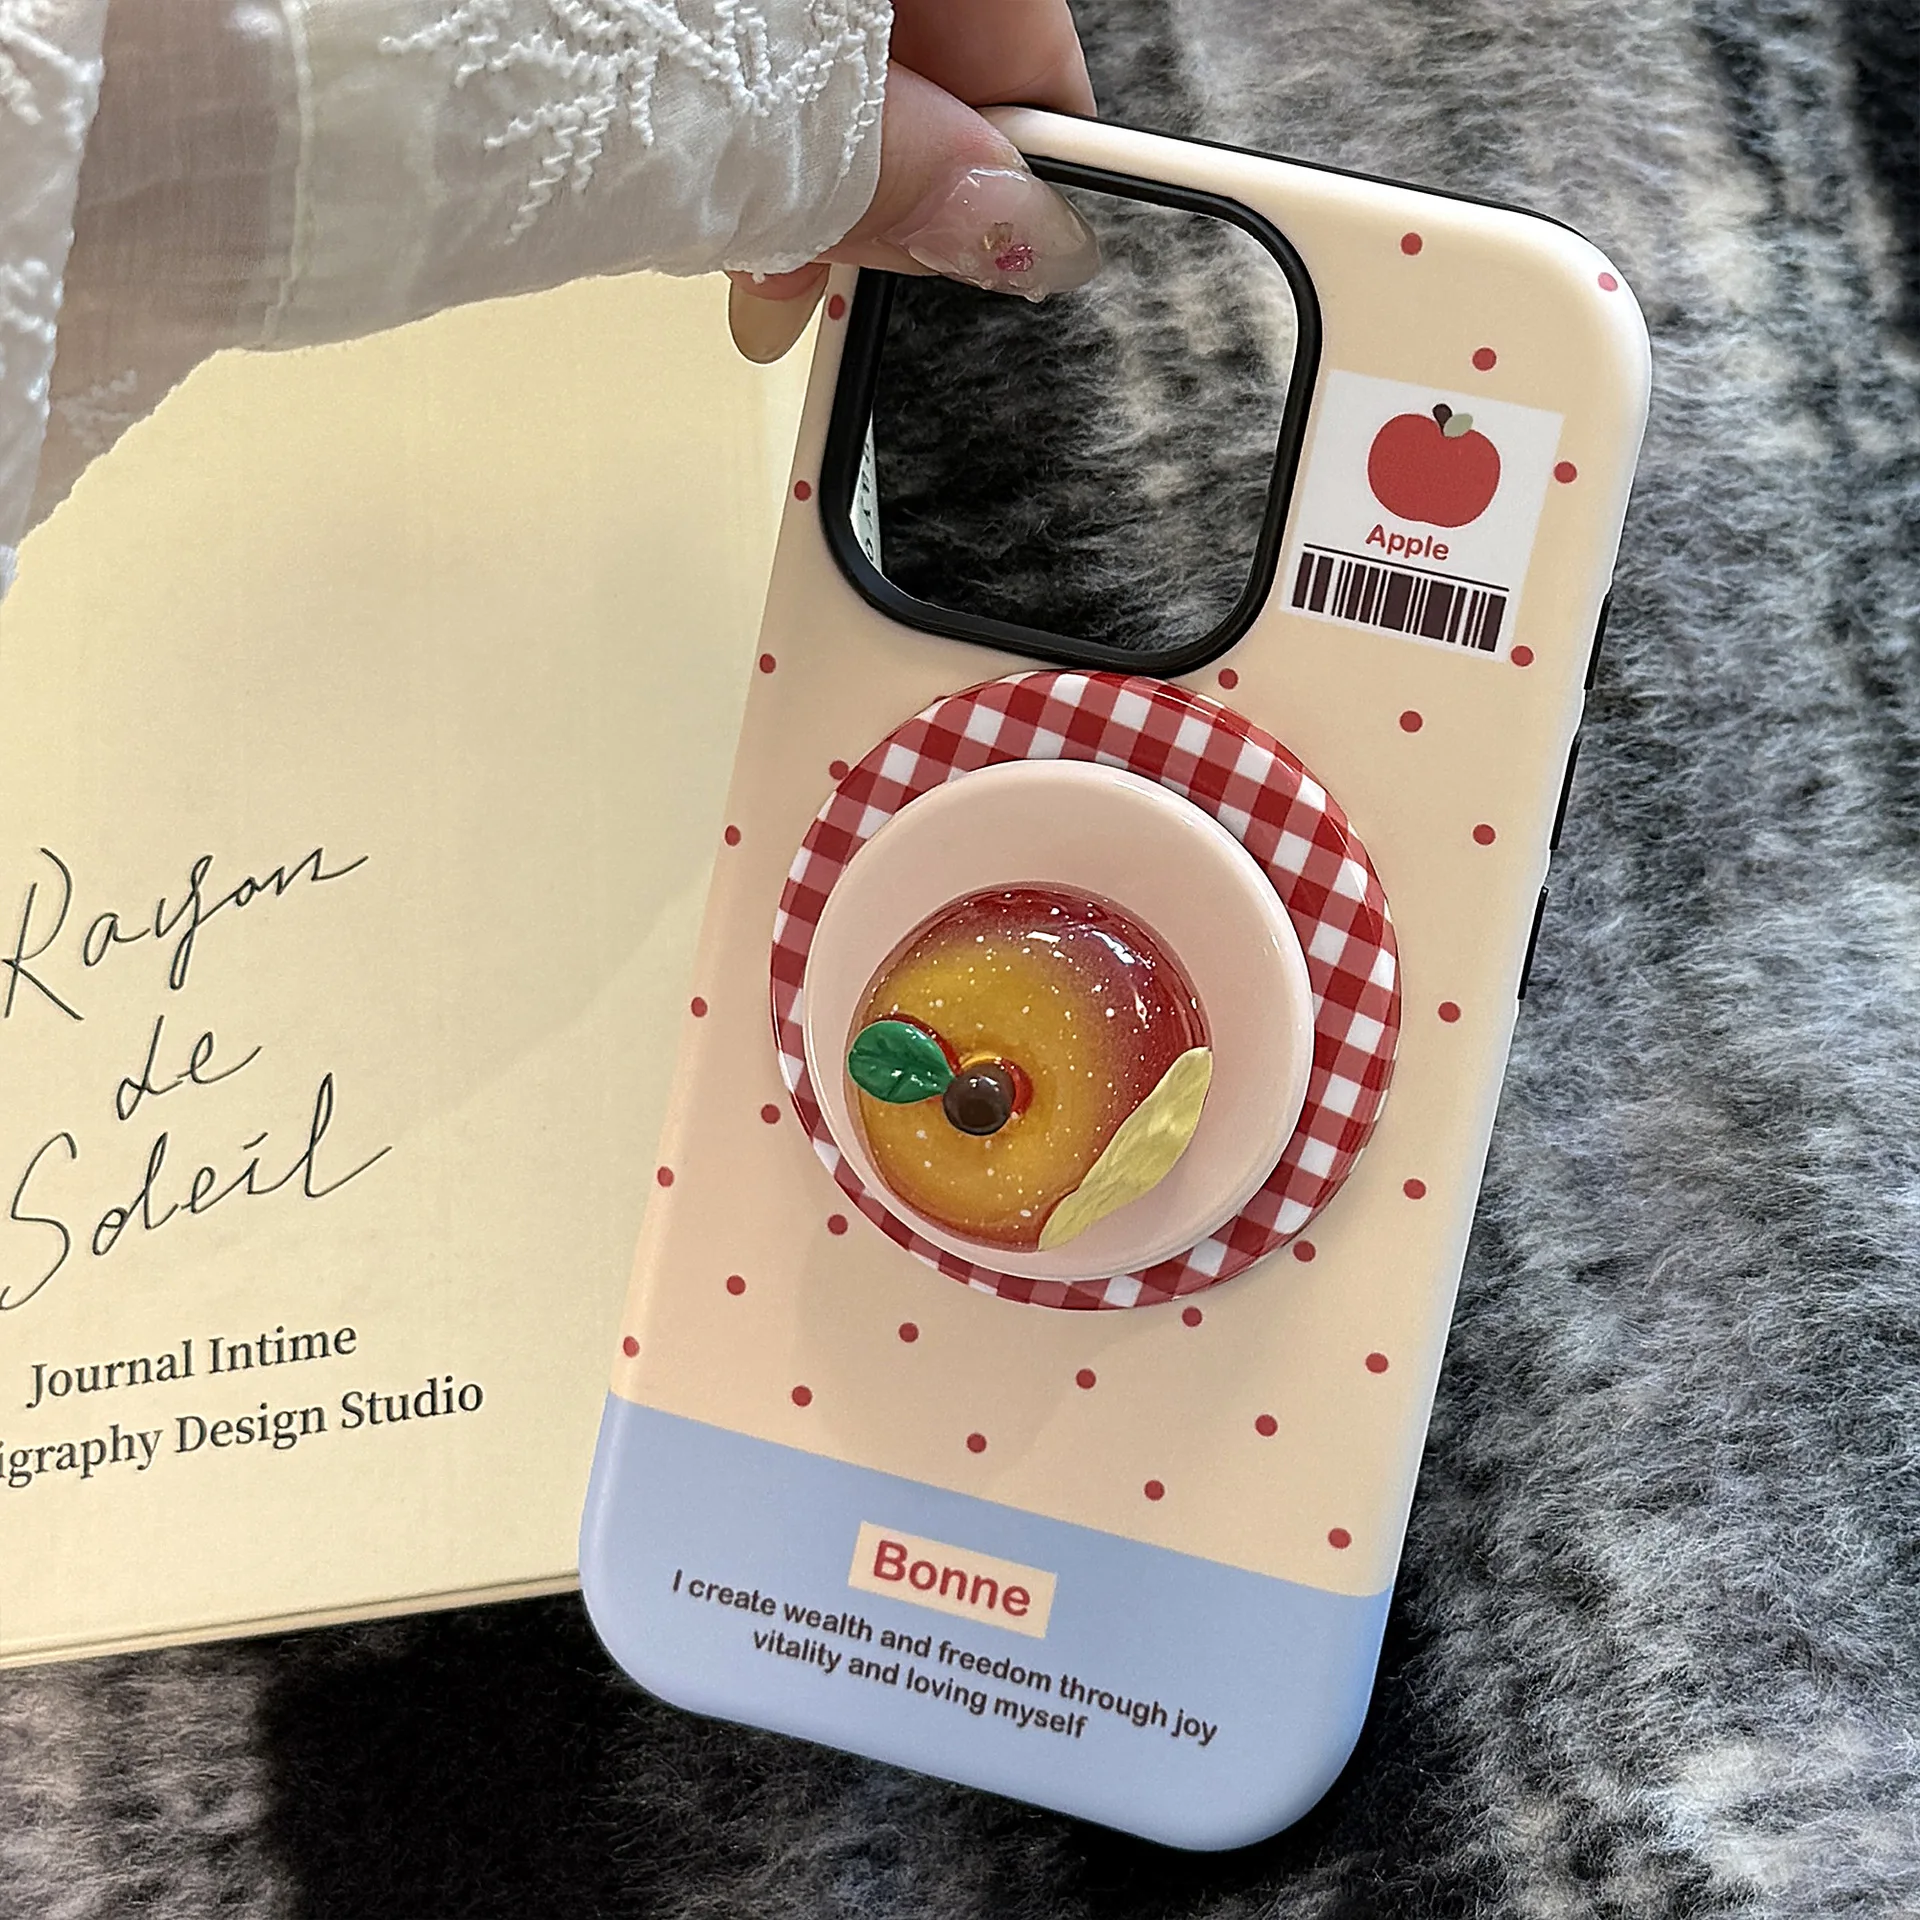 Rayon
de
Soleil
Journal Intime
igraphy Design Studio
Apple
Bonne
I create wealth and freedom through joy
vitality and loving myself